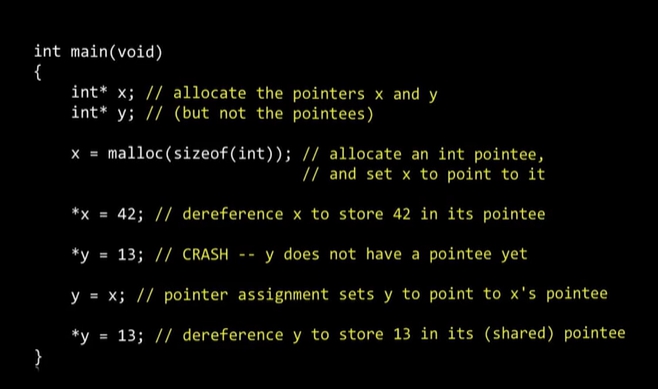 int main(void)
{
int* x; // allocate the pointers x and y
int* y; // (but not the pointees)
x = malloc(sizeof(int)); // allocate an int pointee,
// and set x to point to it
*x = 42; // dereference x to store 42 in its pointee
*y = 13; // CRASH -- y does not have a pointee yet
y = x; // pointer assignment sets y to point to x's pointee
*y = 13; // dereference y to store 13 in its (shared) pointee
}